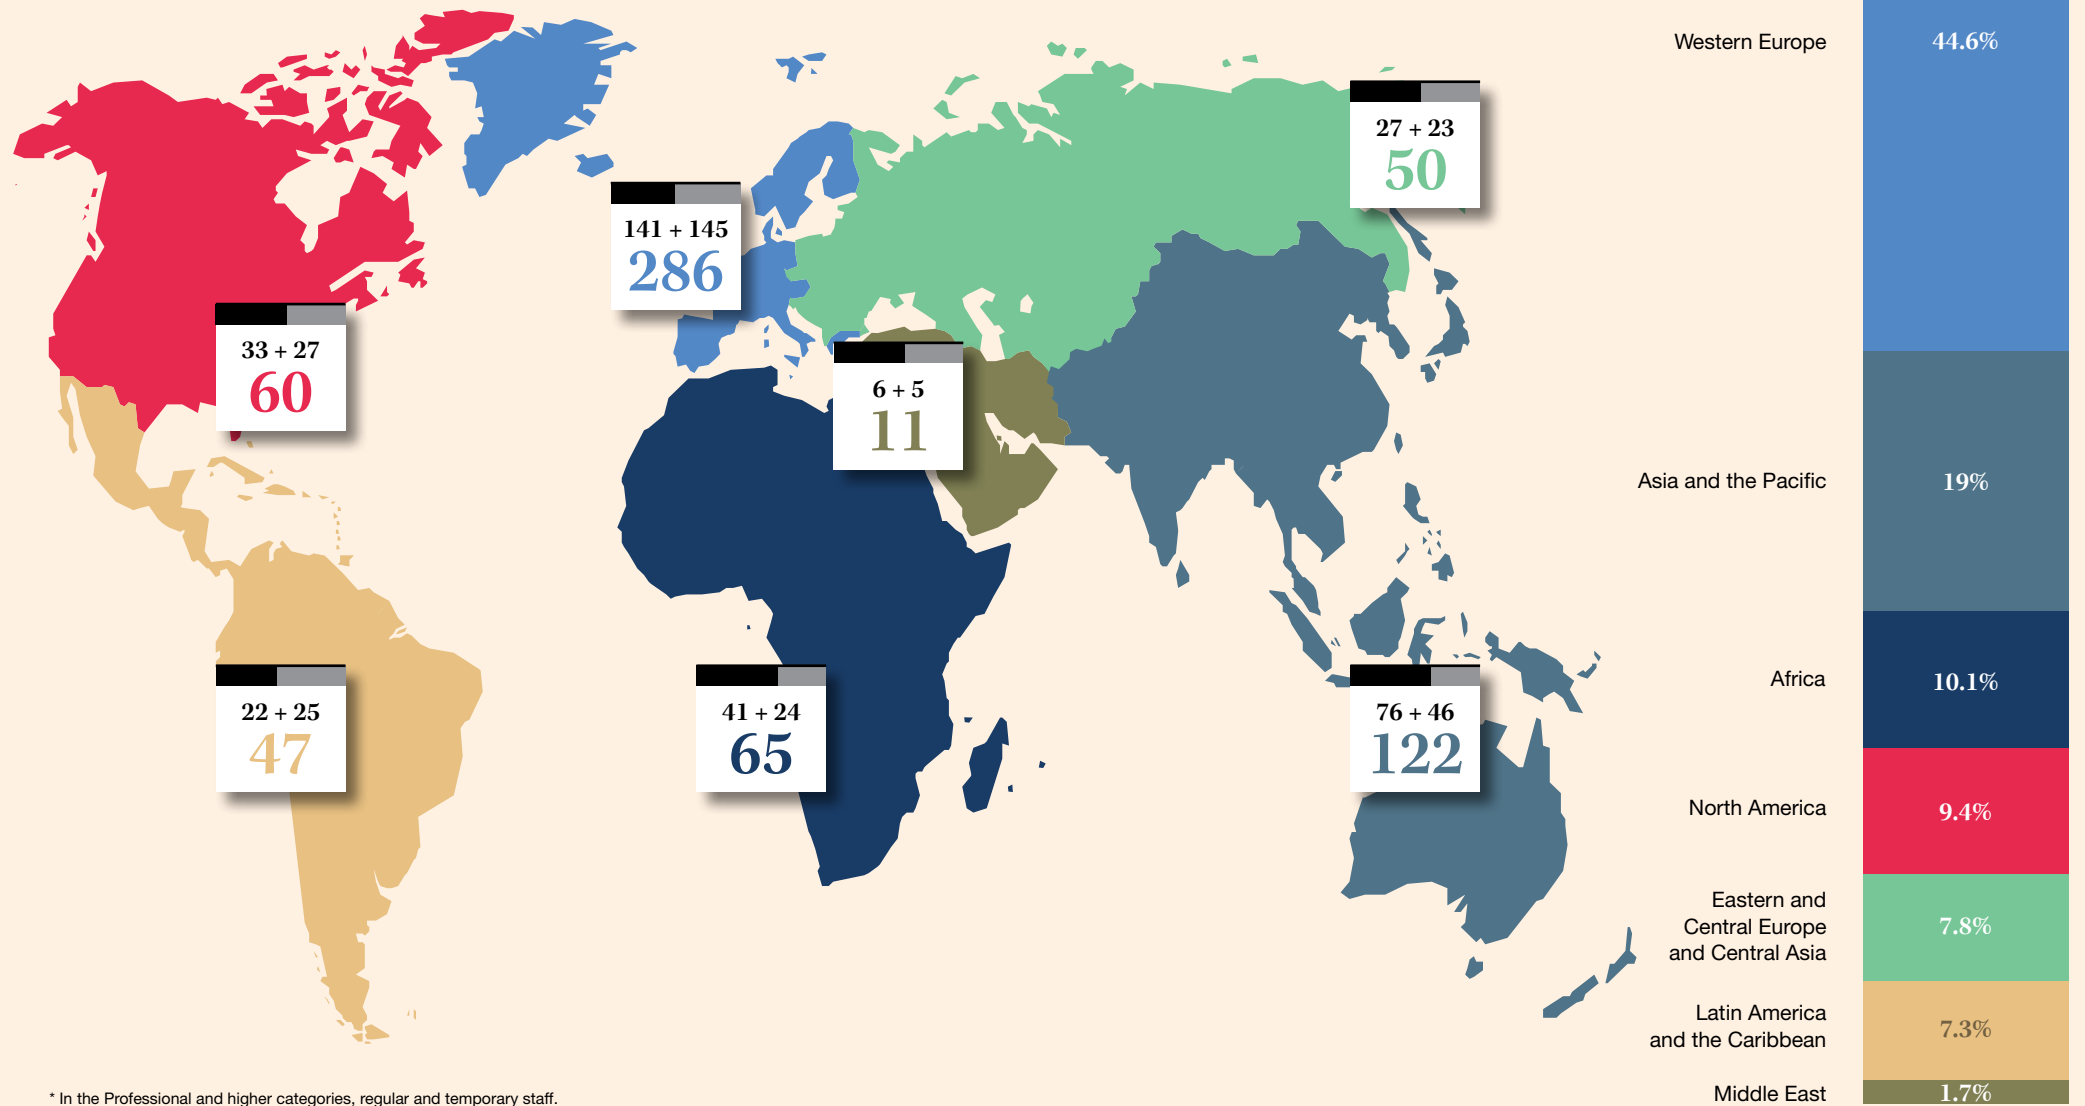 27 + 23
50
141 + 145
286
33 + 27
60
6 + 5
11
22 + 25
47
41 + 24
65
76 + 46
122
Western Europe
44.6%
Asia and the Pacific
19%
Africa
10.1%
North America
9.4%
Eastern and
Central Europe
and Central Asia
7.8%
Latin America
and the Caribbean
7.3%
Middle East
1.7%
* In the Professional and higher categories, regular and temporary staff.